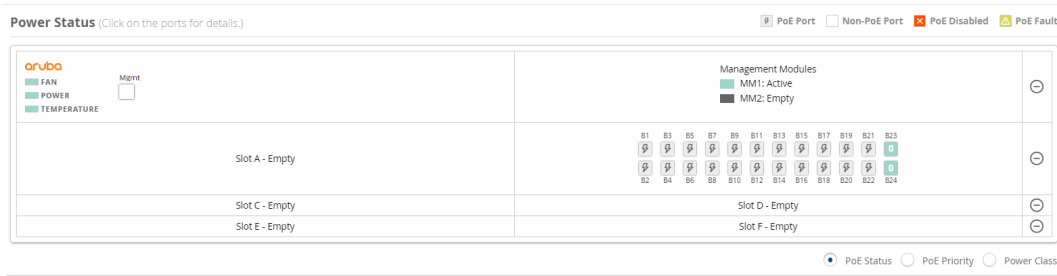 Power Status (Click on the ports for details.)
PoE Port Non-PoE Port PoE Disabled PoE Fault
aruba
FAN
POWER
TEMPERATURE
Mgmt
Management Modules
MM1: Active
MM2: Empty
Slot A - Empty
B1 B3 B5 B7 B9 B11 B13 B15 B17 B19 B21 B23
0
0
B2 B4 B6 B8 B10 B12 B14 B16 B18 B20 B22 B24
Slot C - Empty
Slot D - Empty
Slot E - Empty
Slot F - Empty
PoE Status PoE Priority Power Class